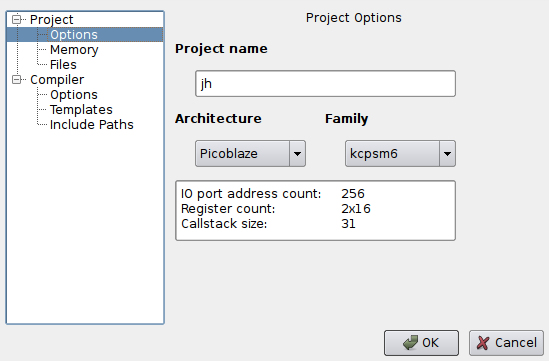 Project
Options
Memory
Files
Compiler
Options
Templates
Include Paths
Project Options
Project name
jh
Architecture Family
Picoblaze kcpsm6
IO port address count: 256
Register count: 2x16
Callstack size: 31
OK Cancel